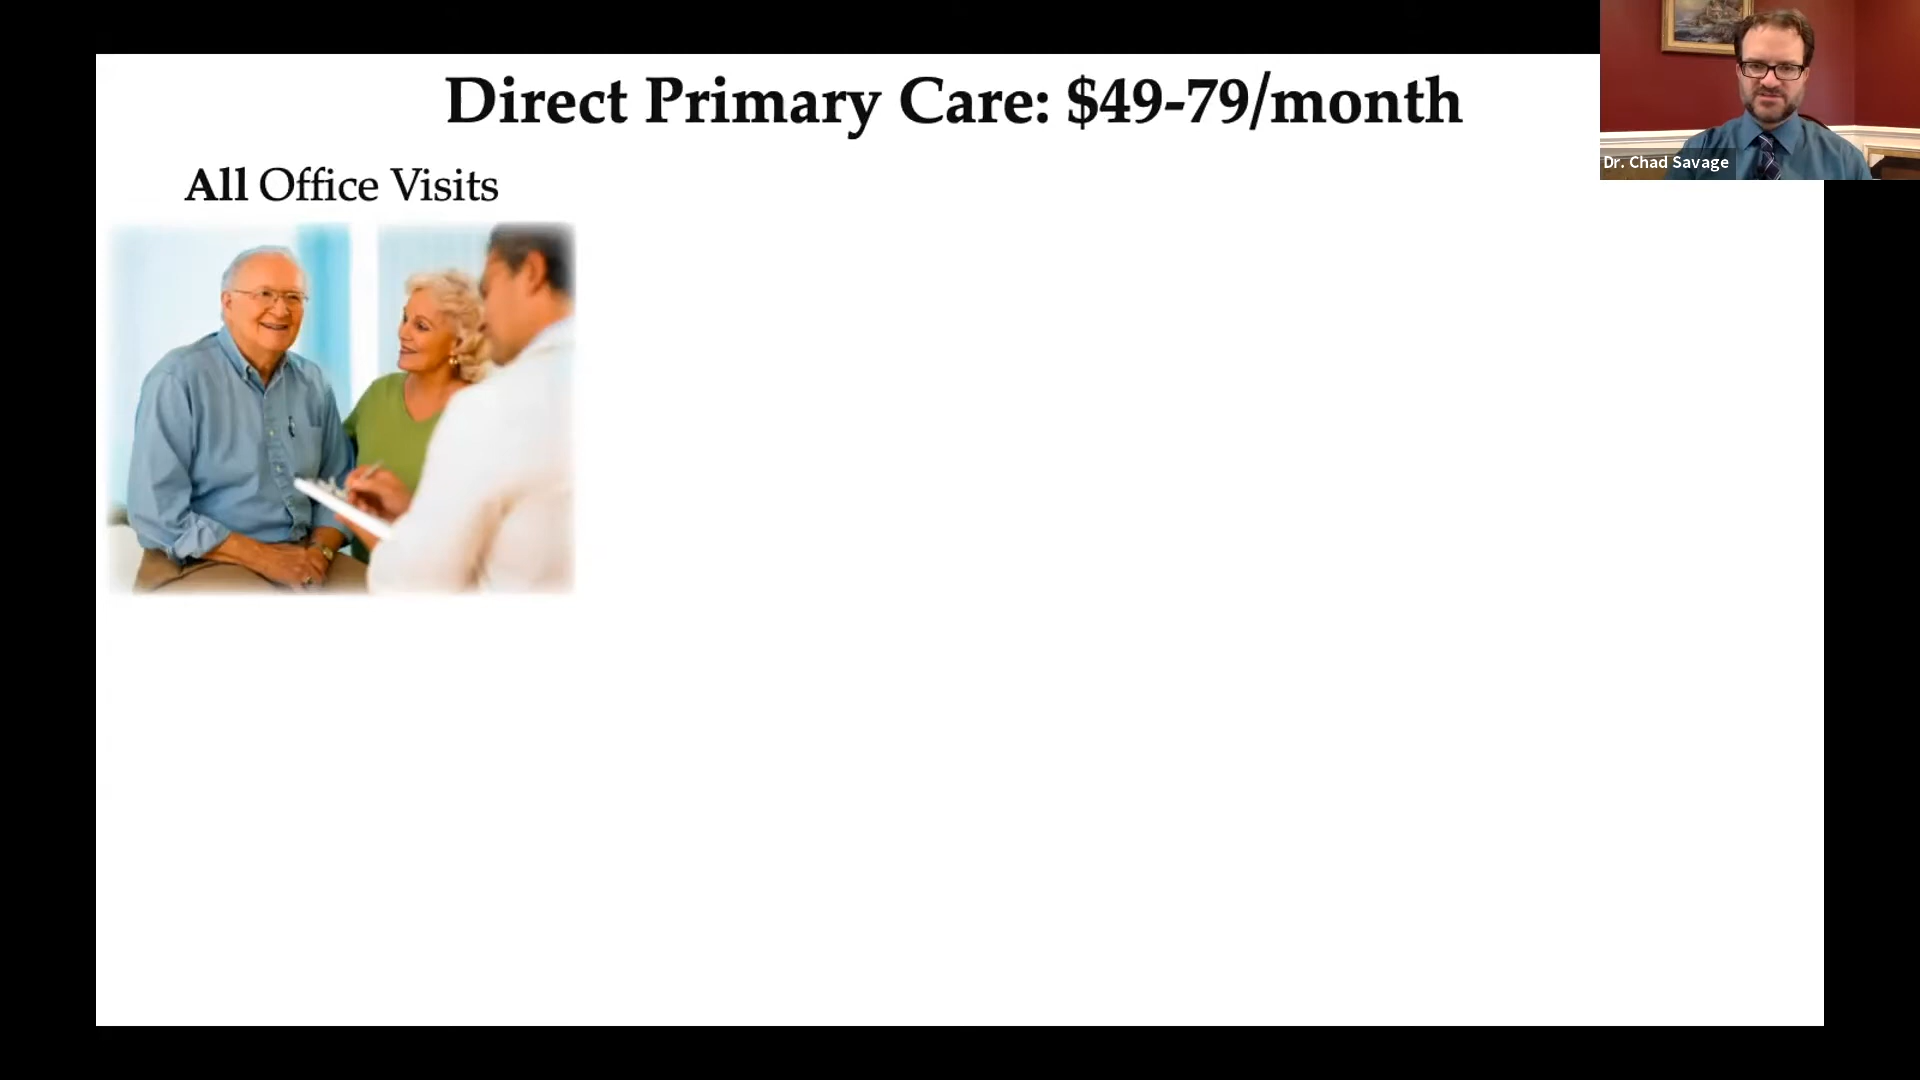 Direct Primary Care: $49-79/month
All Office Visits
Dr. Chad Savage